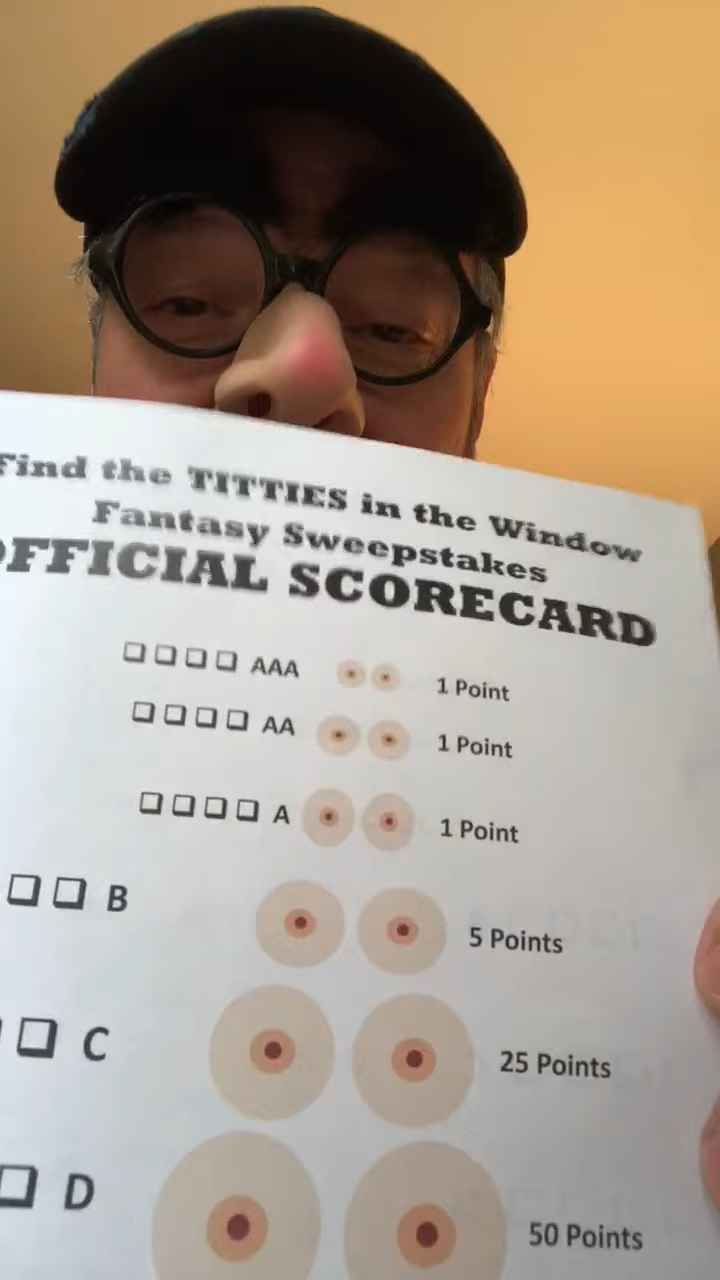 Find the TITTIES in the Window
Fantasy Sweepstakes
OFFICIAL SCORECARD
❑ ❑ ❑ ❑ AAA 1 Point
❑ ❑ ❑ ❑ AA 1 Point
❑ ❑ ❑ ❑ A 1 Point
❑ ❑ B 5 Points
❑ C 25 Points
❑ D 50 Points